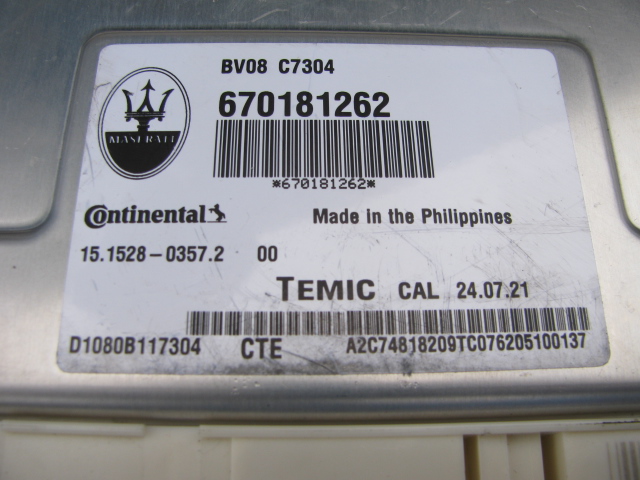 BV08 C7304
670181262
MASERATI
*670181262*
Continental
Made in the Philippines
15.1528-0357.2 00
TEMIC CAL 24.07.21
D1080B117304 CTE A2C74818209TC076205100137